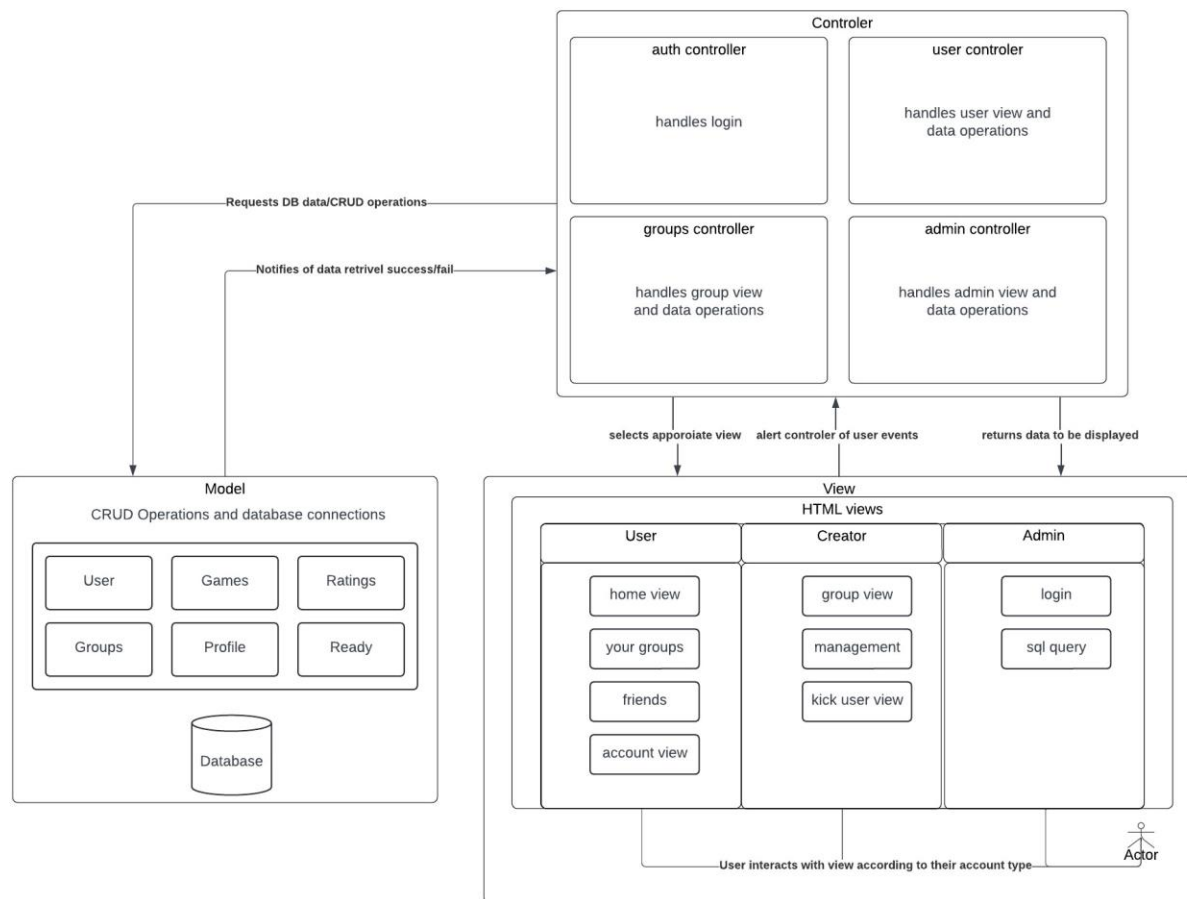 Controler
auth controller
handles login
user controler
handles user view and
data operations
groups controller
handles group view
and data operations
admin controller
handles admin view and
data operations
Requests DB data/CRUD operations
Notifies of data retrivel success/fail
selects apporoiate view
alert controler of user events
returns data to be displayed
Model
CRUD Operations and database connections
User
Games
Ratings
Groups
Profile
Ready
Database
View
HTML views
User
Creator
Admin
home view
your groups
friends
account view
group view
management
kick user view
login
sql query
User interacts with view according to their account type
Actor